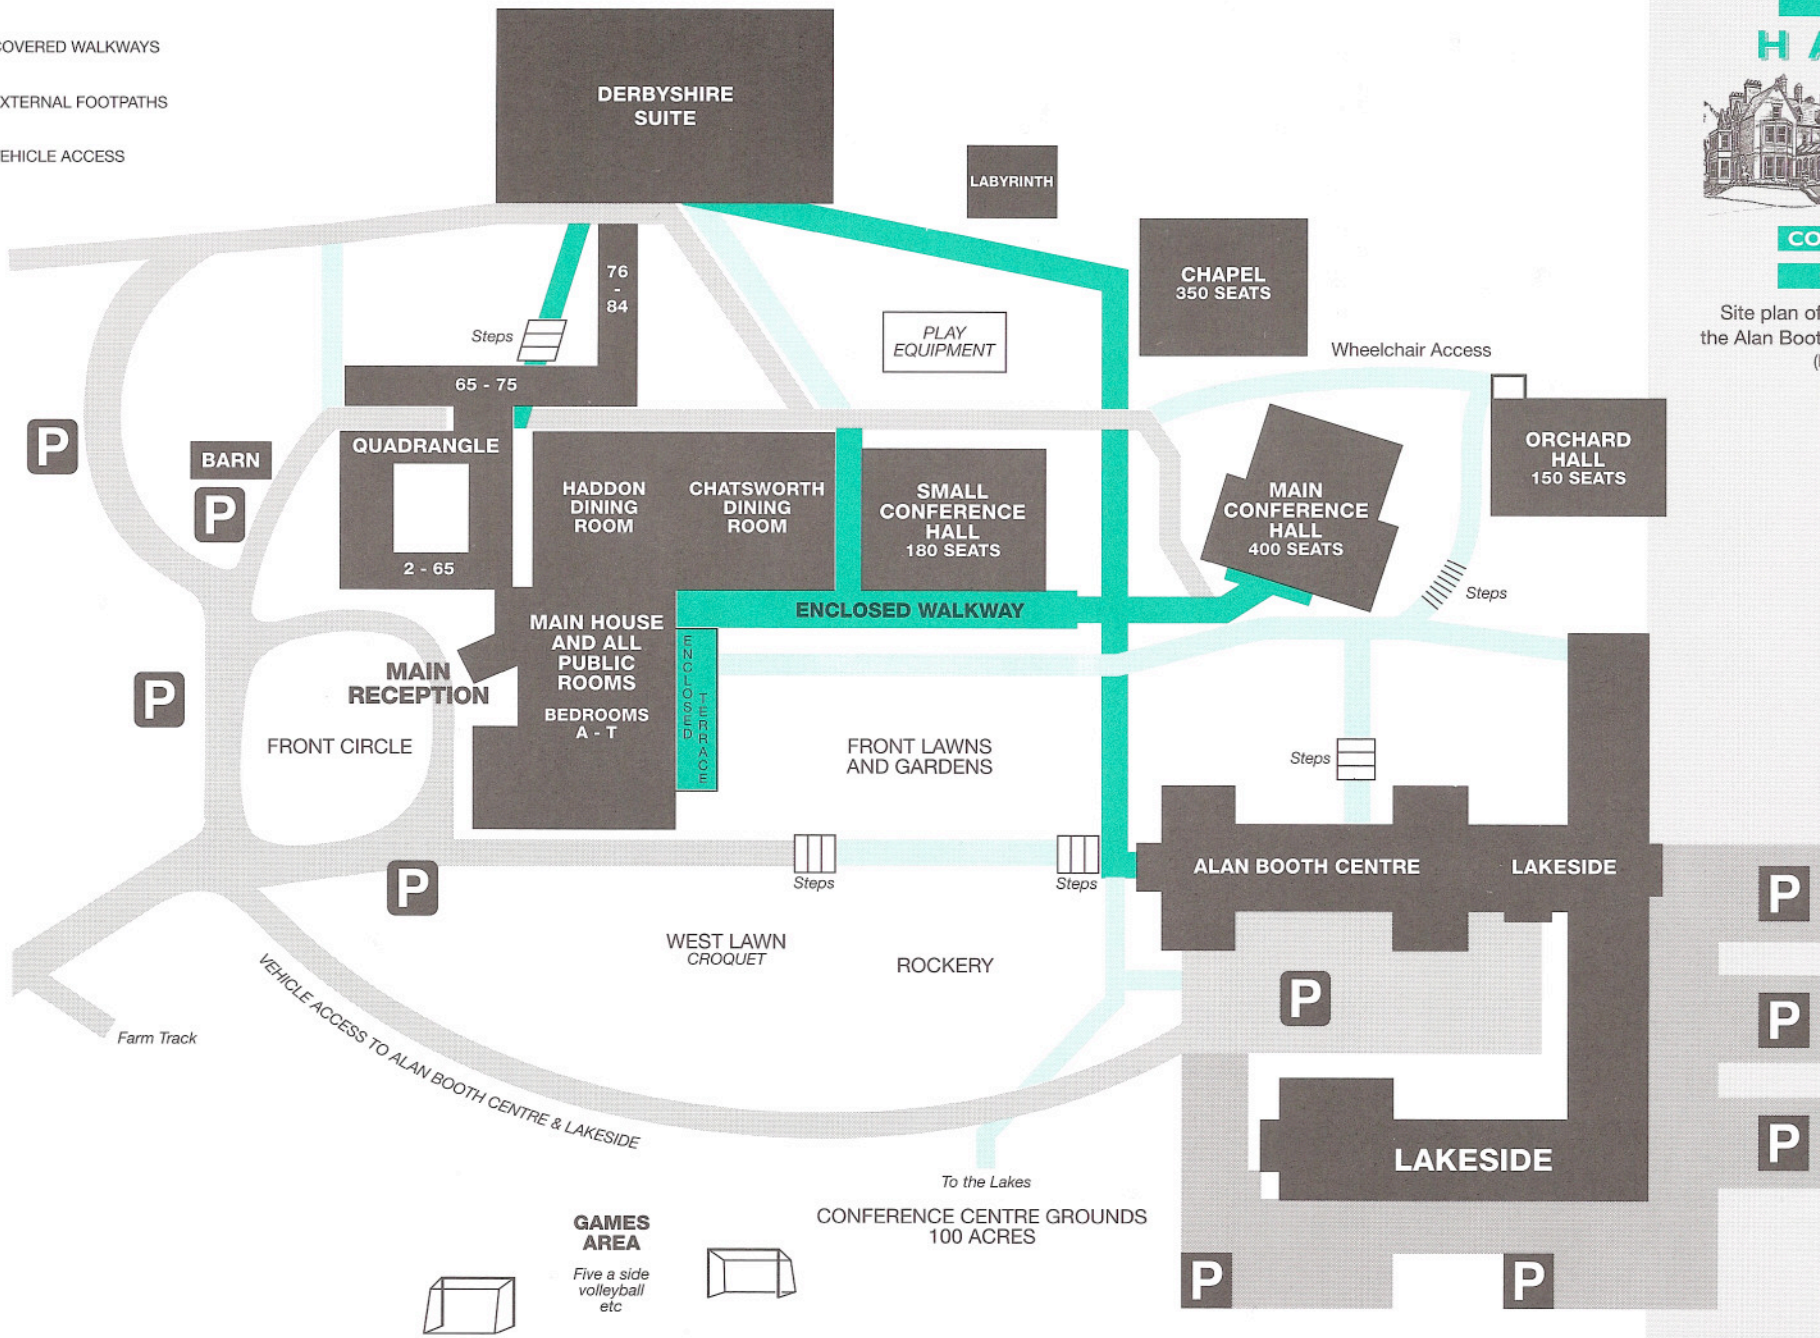 COVERED WALKWAYS
EXTERNAL FOOTPATHS
VEHICLE ACCESS
DERBYSHIRE
SUITE
LABYRINTH
CHAPEL
350 SEATS
76
-
84
Steps
PLAY
EQUIPMENT
Wheelchair Access
65 - 75
P
BARN
P
QUADRANGLE
2 - 65
HADDON
DINING
ROOM
CHATSWORTH
DINING
ROOM
SMALL
CONFERENCE
HALL
180 SEATS
MAIN
CONFERENCE
HALL
400 SEATS
ORCHARD
HALL
150 SEATS
Steps
ENCLOSED WALKWAY
MAIN HOUSE
AND ALL
PUBLIC
ROOMS
BEDROOMS
A - T
MAIN
RECEPTION
ENCLOSED
TERRACE
P
FRONT CIRCLE
FRONT LAWNS
AND GARDENS
Steps
P
Steps
Steps
ALAN BOOTH CENTRE
LAKESIDE
P
WEST LAWN
CROQUET
ROCKERY
P
P
Farm Track
VEHICLE ACCESS TO ALAN BOOTH CENTRE & LAKESIDE
P
LAKESIDE
To the Lakes
CONFERENCE CENTRE GROUNDS
100 ACRES
GAMES
AREA
Five a side
volleyball
etc
P
P
H A
CO
Site plan of
the Alan Boot